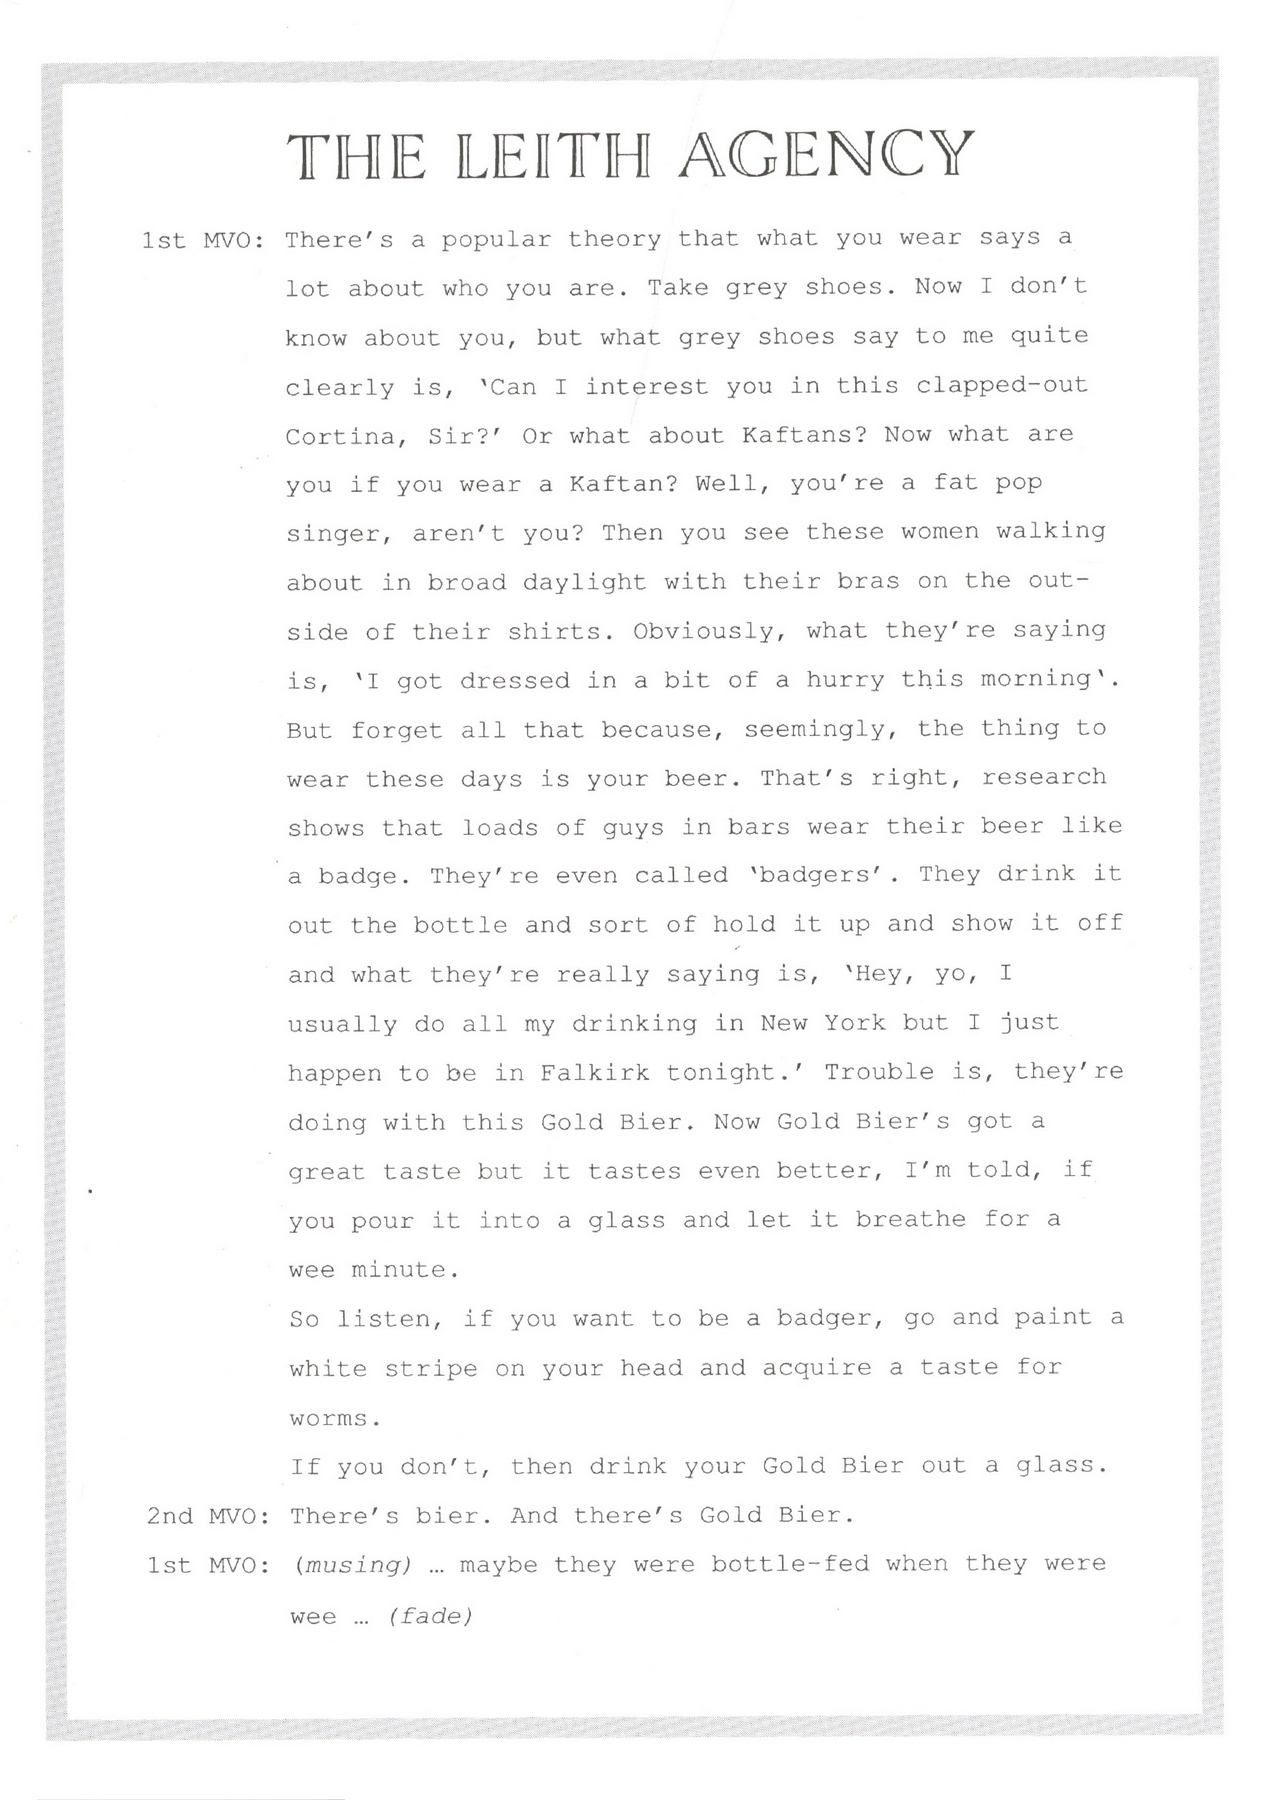 THE LEITH AGENCY
1st MVO: There's a popular theory that what you wear says a
lot about who you are. Take grey shoes. Now I don't
know about you, but what grey shoes say to me quite
clearly is, ‵Can I interest you in this clapped-out
Cortina, Sir?′ Or what about Kaftans? Now what are
you if you wear a Kaftan? Well, you're a fat pop
singer, aren't you? Then you see these women walking
about in broad daylight with their bras on the out-
side of their shirts. Obviously, what they're saying
is, ‵I got dressed in a bit of a hurry this morning‵.
But forget all that because, seemingly, the thing to
wear these days is your beer. That's right, research
shows that loads of guys in bars wear their beer like
a badge. They're even called ‵badgers′. They drink it
out the bottle and sort of hold it up and show it off
and what they're really saying is, ‵Hey, yo, I
usually do all my drinking in New York but I just
happen to be in Falkirk tonight.′ Trouble is, they're
doing with this Gold Bier. Now Gold Bier's got a
great taste but it tastes even better, I'm told, if
you pour it into a glass and let it breathe for a
wee minute.
So listen, if you want to be a badger, go and paint a
white stripe on your head and acquire a taste for
worms.
If you don't, then drink your Gold Bier out a glass.
2nd MVO: There's bier. And there's Gold Bier.
1st MVO: (musing) … maybe they were bottle-fed when they were
wee … (fade)